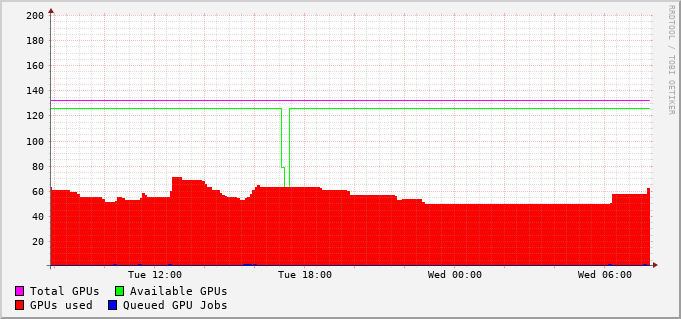 200
180
160
140
120
100
80
60
40
20
Tue 12:00 Tue 18:00 Wed 00:00 Wed 06:00
Total GPUs Available GPUs
GPUs used Queued GPU Jobs
RRDTOOL / TOBI OETIKER